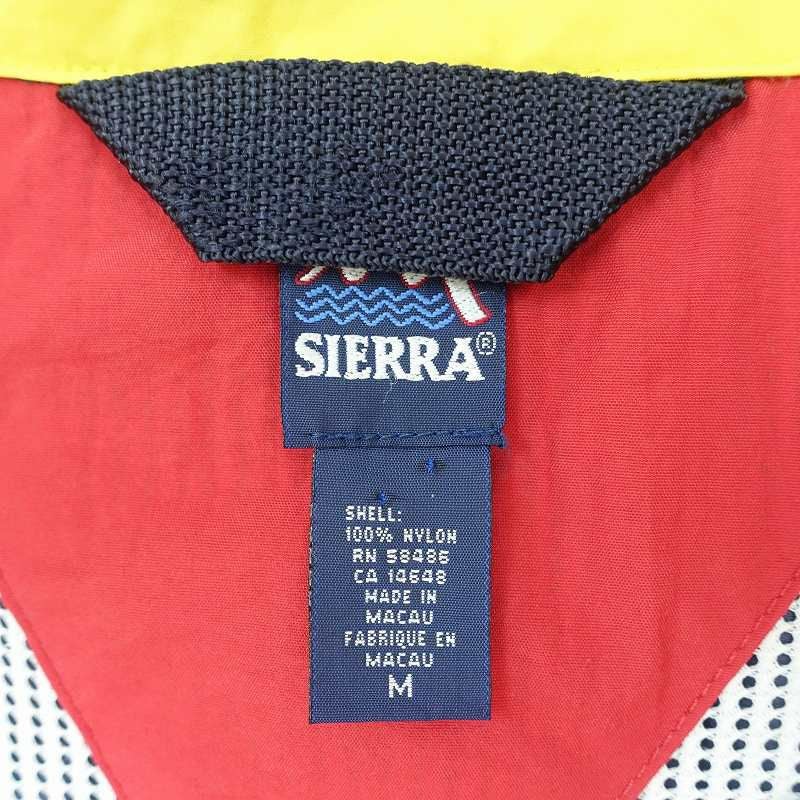 SIERRA®
SHELL:
100% NYLON
RN 58486
CA 14648
MADE IN
MACAU
FABRIQUE EN
MACAU
M